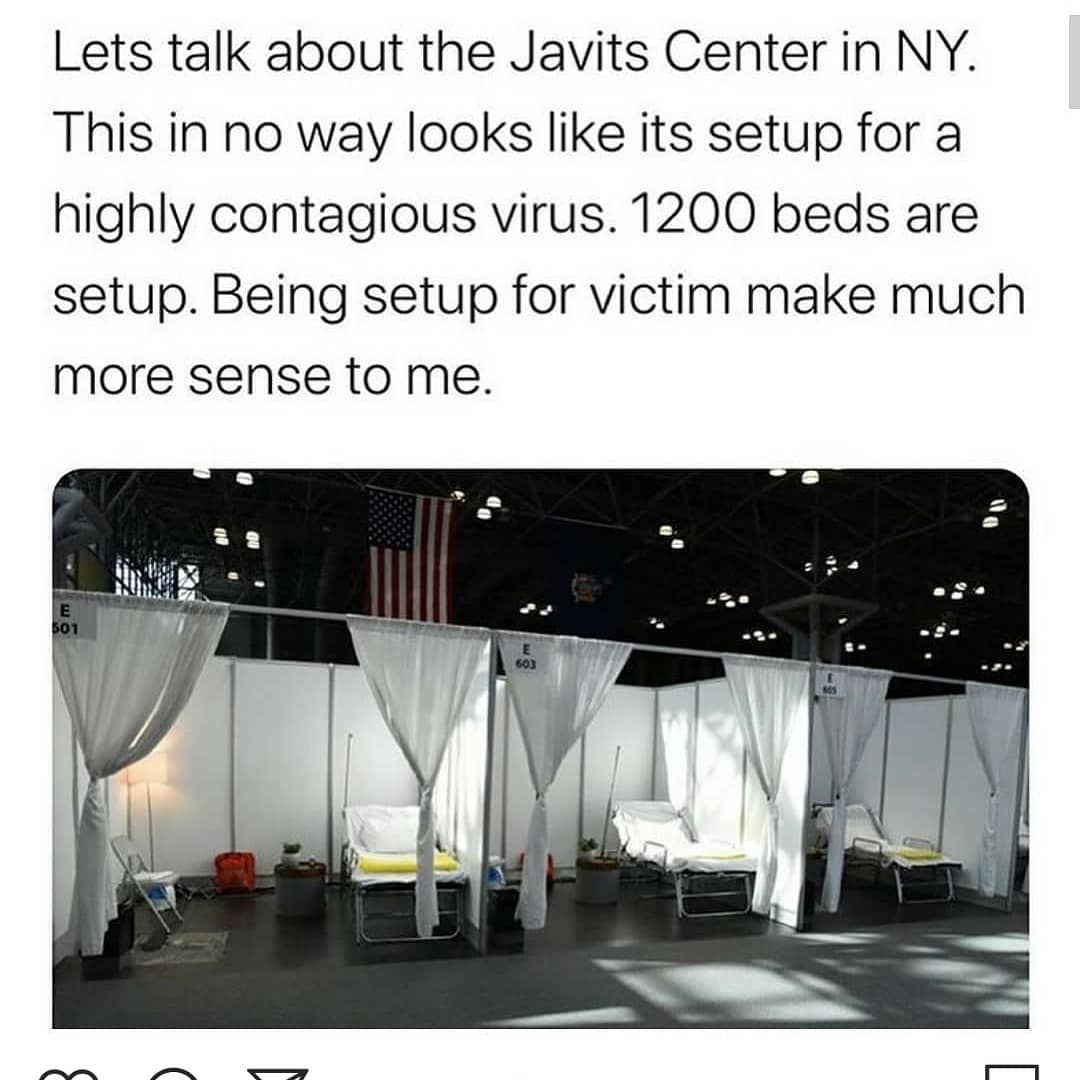 Lets talk about the Javits Center in NY.
This in no way looks like its setup for a
highly contagious virus. 1200 beds are
setup. Being setup for victim make much
more sense to me.
E
501
E
603
E
605